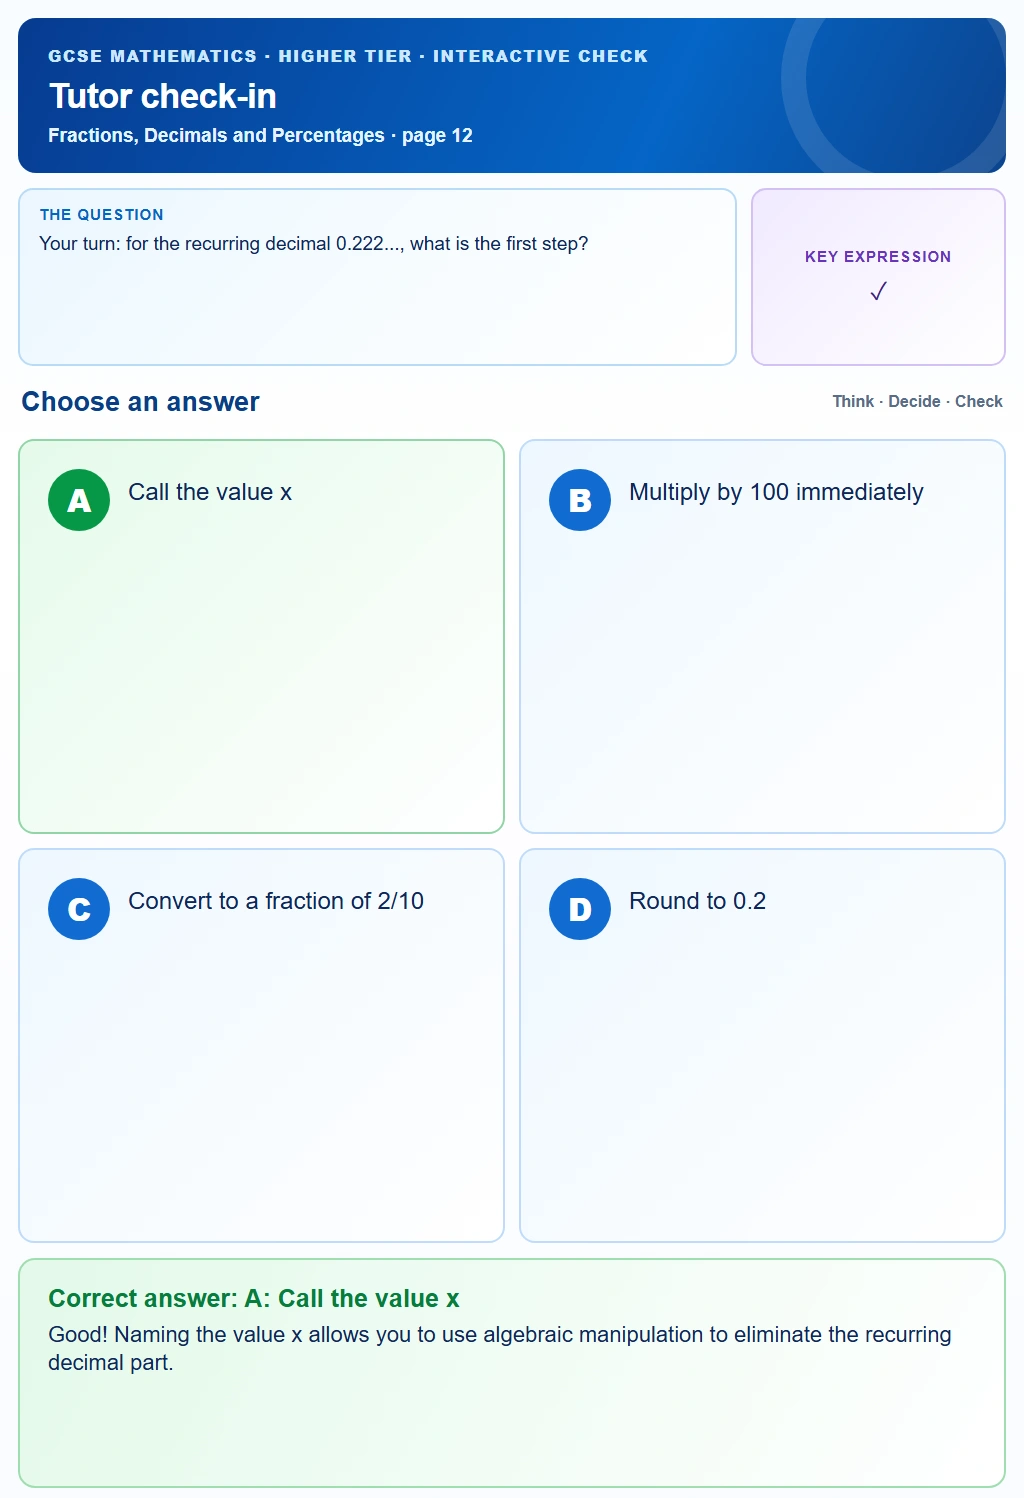 GCSE MATHEMATICS · HIGHER TIER · INTERACTIVE CHECK
Tutor check-in
Fractions, Decimals and Percentages · page 12
THE QUESTION
Your turn: for the recurring decimal 0.222..., what is the first step?
KEY EXPRESSION
✓
Choose an answer
Think · Decide · Check
A
Call the value x
B
Multiply by 100 immediately
C
Convert to a fraction of 2/10
D
Round to 0.2
Correct answer: A: Call the value x
Good! Naming the value x allows you to use algebraic manipulation to eliminate the recurring
decimal part.